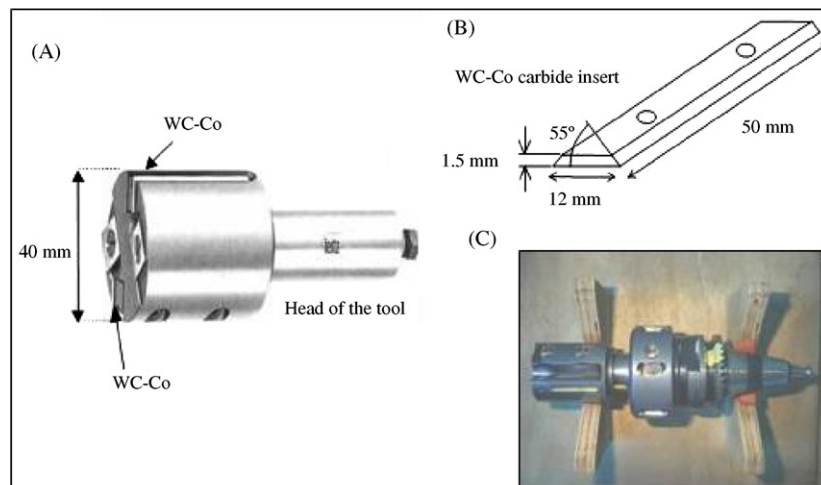 (A)
WC-Co
40 mm
Head of the tool
WC-Co
(B)
WC-Co carbide insert
55°
50 mm
1.5 mm
12 mm
(C)